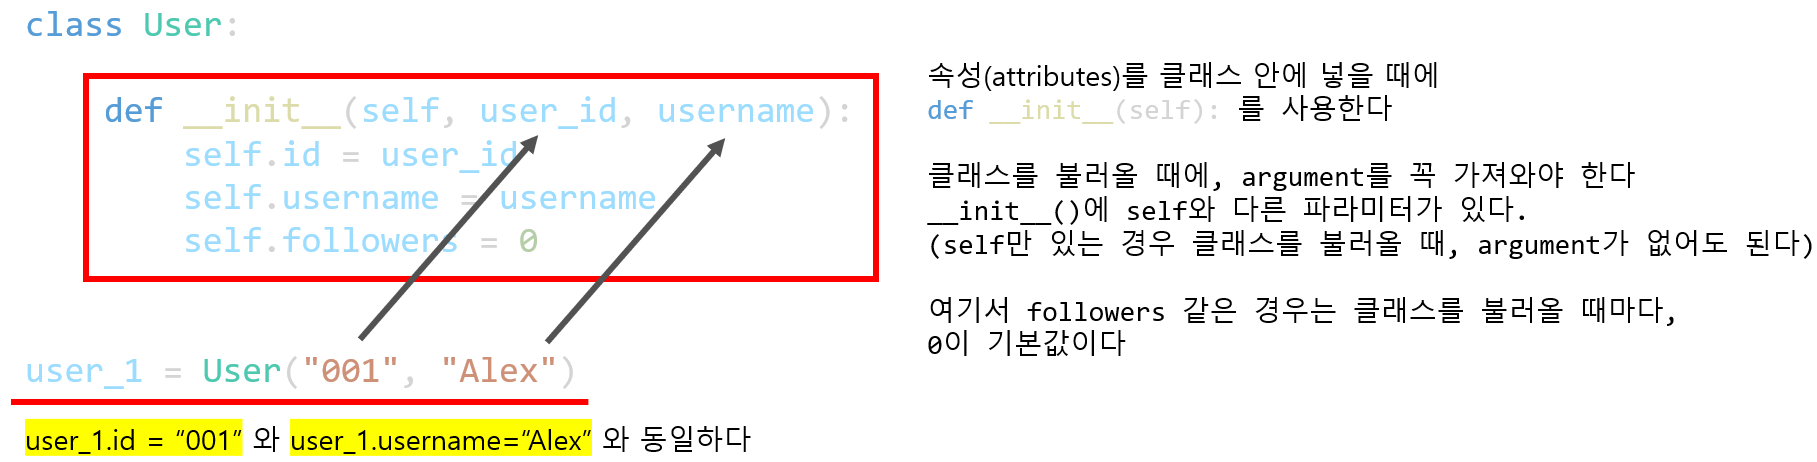 class User:
def __init__(self, user_id, username):
self.id = user_id
self.username = username
self.followers = 0
user_1 = User("001", "Alex")
user_1.id = “001” 와 user_1.username=“Alex” 와 동일하다
속성(attributes)를 클래스 안에 넣을 때에
def __init__(self): 를 사용한다
클래스를 불러올 때에, argument를 꼭 가져와야 한다
__init__()에 self와 다른 파라미터가 있다.
(self만 있는 경우 클래스를 불러올 때, argument가 없어도 된다)
여기서 followers 같은 경우는 클래스를 불러올 때마다,
0이 기본값이다